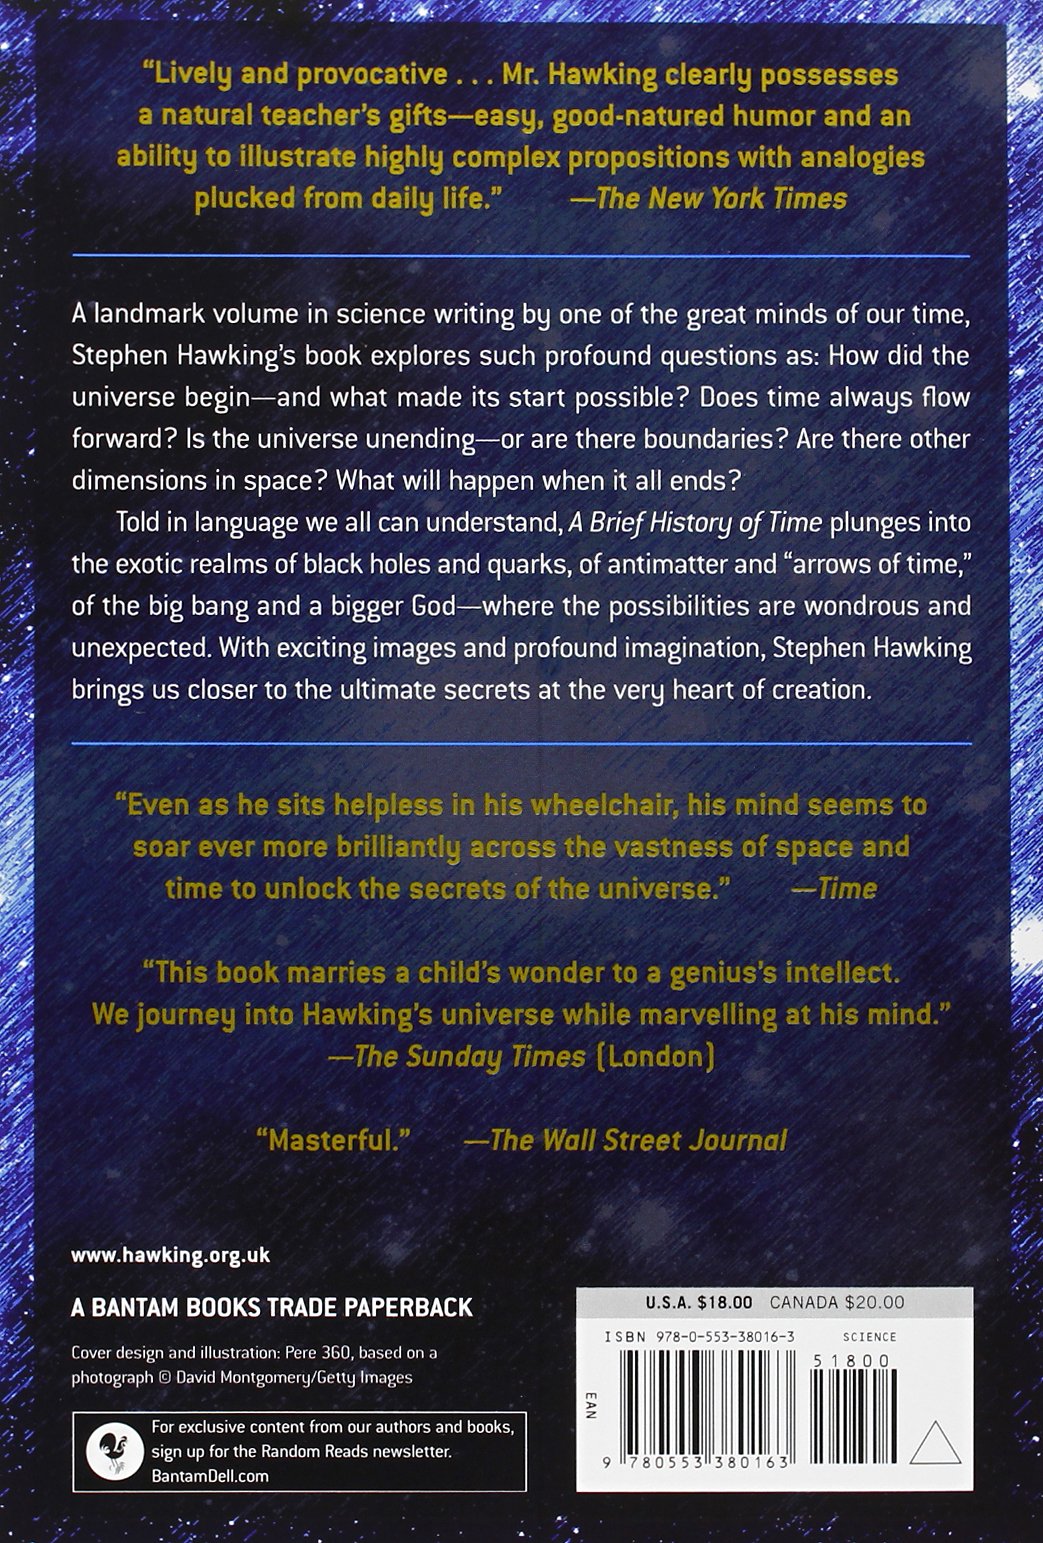 “Lively and provocative . . . Mr. Hawking clearly possesses
a natural teacher’s gifts—easy, good-natured humor and an
ability to illustrate highly complex propositions with analogies
plucked from daily life.” —The New York Times
A landmark volume in science writing by one of the great minds of our time,
Stephen Hawking’s book explores such profound questions as: How did the
universe begin—and what made its start possible? Does time always flow
forward? Is the universe unending—or are there boundaries? Are there other
dimensions in space? What will happen when it all ends?
Told in language we all can understand, A Brief History of Time plunges into
the exotic realms of black holes and quarks, of antimatter and “arrows of time,”
of the big bang and a bigger God—where the possibilities are wondrous and
unexpected. With exciting images and profound imagination, Stephen Hawking
brings us closer to the ultimate secrets at the very heart of creation.
“Even as he sits helpless in his wheelchair, his mind seems to
soar ever more brilliantly across the vastness of space and
time to unlock the secrets of the universe.” —Time
“This book marries a child’s wonder to a genius’s intellect.
We journey into Hawking’s universe while marvelling at his mind.”
—The Sunday Times (London)
“Masterful.” —The Wall Street Journal
www.hawking.org.uk
A BANTAM BOOKS TRADE PAPERBACK
Cover design and illustration: Pere 360, based on a
photograph © David Montgomery/Getty Images
For exclusive content from our authors and books,
sign up for the Random Reads newsletter.
BantamDell.com
U.S.A. $18.00 CANADA $20.00
ISBN 978-0-553-38016-3 SCIENCE
51800
EAN
9 780553 380163